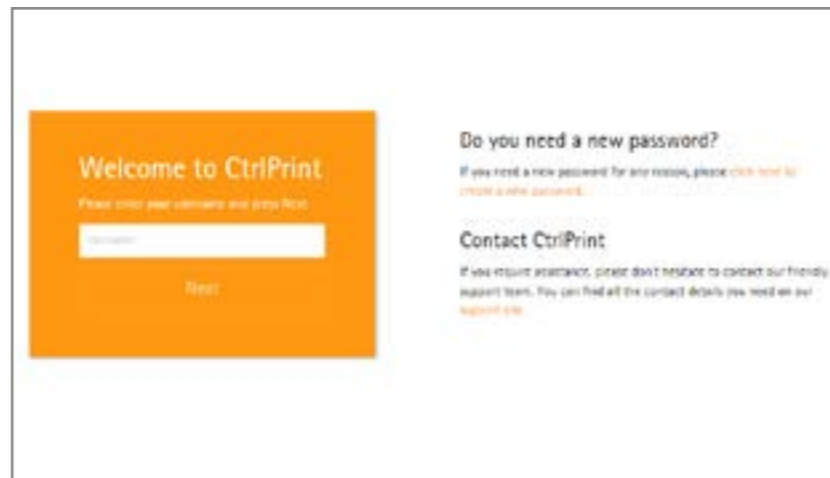 Welcome to CtrlPrint
Please enter your username and press Next
Username
Next
Do you need a new password?
If you need a new password for any reason, please click here to
create a new password.
Contact CtrlPrint
If you require assistance, please don't hesitate to contact our friendly
support team. You can find all the contact details you need on our
support site.